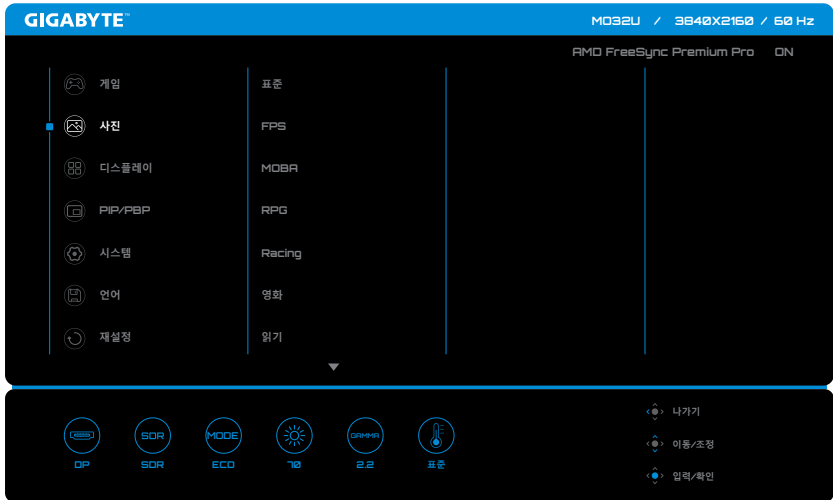 GIGABYTE™
MO32U / 3840X2160 / 60 Hz
AMD FreeSync Premium Pro ON
게임
사진
디스플레이
PIP/PBP
시스템
언어
재설정
표준
FPS
MOBA
RPG
Racing
영화
읽기
SDR
MODE
GAMMA
DP
SDR
ECO
70
2.2
표준
나가기
이동/조정
입력/확인